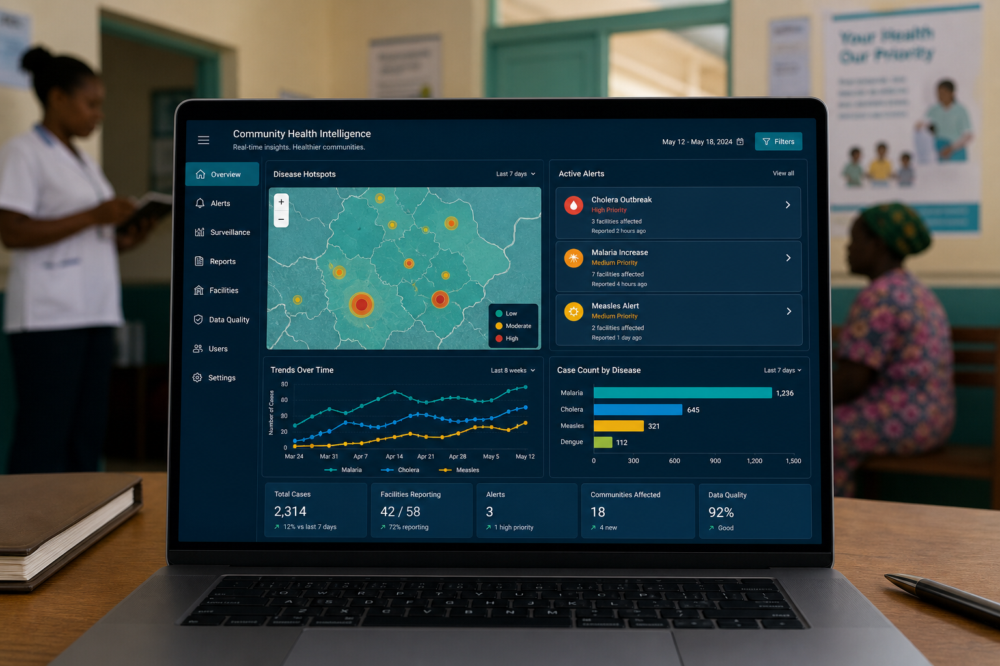 Your Health
Our Priority
Community Health Intelligence
Real-time insights. Healthier communities.
May 12 - May 18, 2024
Filters
Overview
Alerts
Surveillance
Reports
Facilities
Data Quality
Users
Settings
Disease Hotspots
Last 7 days
+
−
Low
Moderate
High
Active Alerts
View all
Cholera Outbreak
High Priority
3 facilities affected
Reported 2 hours ago
Malaria Increase
Medium Priority
7 facilities affected
Reported 4 hours ago
Measles Alert
Medium Priority
2 facilities affected
Reported 1 day ago
Trends Over Time
Last 8 weeks
Number of Cases
80
60
20
0
Mar 24 Mar 31 Apr 7 Apr 14 Apr 21 Apr 28 May 5 May 12
Malaria Cholera Measles
Case Count by Disease
Last 7 days
Malaria 1,236
Cholera 645
Measles 321
Dengue 112
0 300 600 900 1,200 1,500
Total Cases
2,314
12% vs last 7 days
Facilities Reporting
42 / 58
72% reporting
Alerts
3
1 high priority
Communities Affected
18
4 new
Data Quality
92%
Good